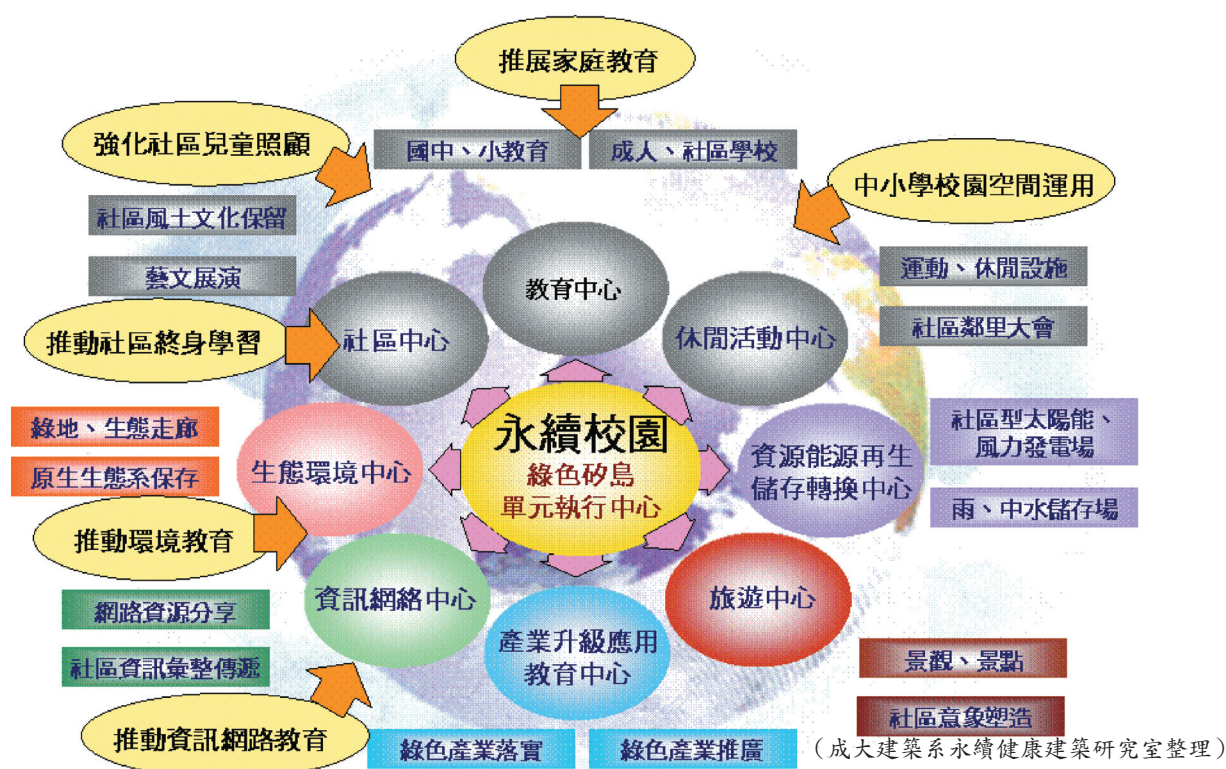 推展家庭教育
強化社區兒童照顧
國中、小教育
成人、社區學校
中小學校園空間運用
社區風土文化保留
藝文展演
運動、休閒設施
社區鄰里大會
教育中心
推動社區終身學習
社區中心
休閒活動中心
綠地、生態走廊
原生生態系保存
生態環境中心
永續校園
綠色矽島
單元執行中心
資源能源再生
儲存轉換中心
社區型太陽能、
風力發電場
雨、中水儲存場
推動環境教育
資訊網絡中心
旅遊中心
網路資源分享
社區資訊彙整傳遞
產業升級應用
教育中心
景觀、景點
社區意象塑造
推動資訊網路教育
綠色產業落實
綠色產業推廣
(成大建築系永續健康建築研究室整理)